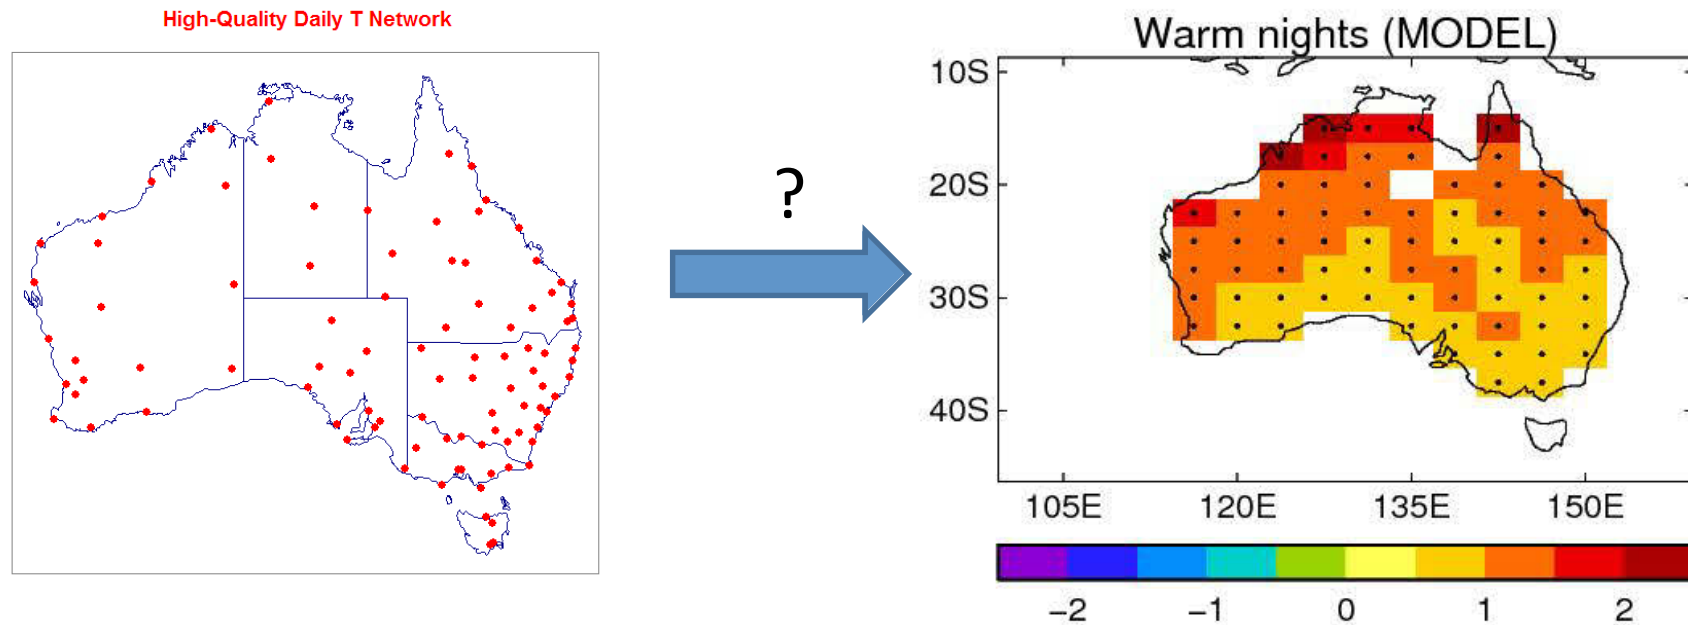 High-Quality Daily T Network
?
Warm nights (MODEL)
10S
20S
30S
40S
105E 120E 135E 150E
−2 −1 0 1 2